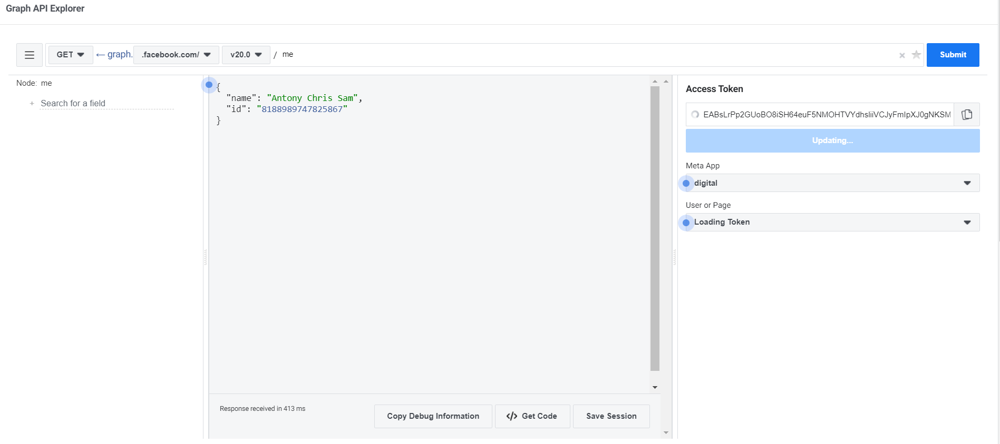 Graph API Explorer
GET ← graph. .facebook.com/ v20.0 / me × ★ Submit
Node: me
+ Search for a field
{
"name": "Antony Chris Sam",
"id": "8188989747825867"
}
Response received in 413 ms
Copy Debug Information
</> Get Code
Save Session
Access Token
EABsLrPp2GUoBO8iSH64euF5NMOHTVYdhsliiVCJyFmIpXJ0gNKSM
Updating...
Meta App
digital
User or Page
Loading Token